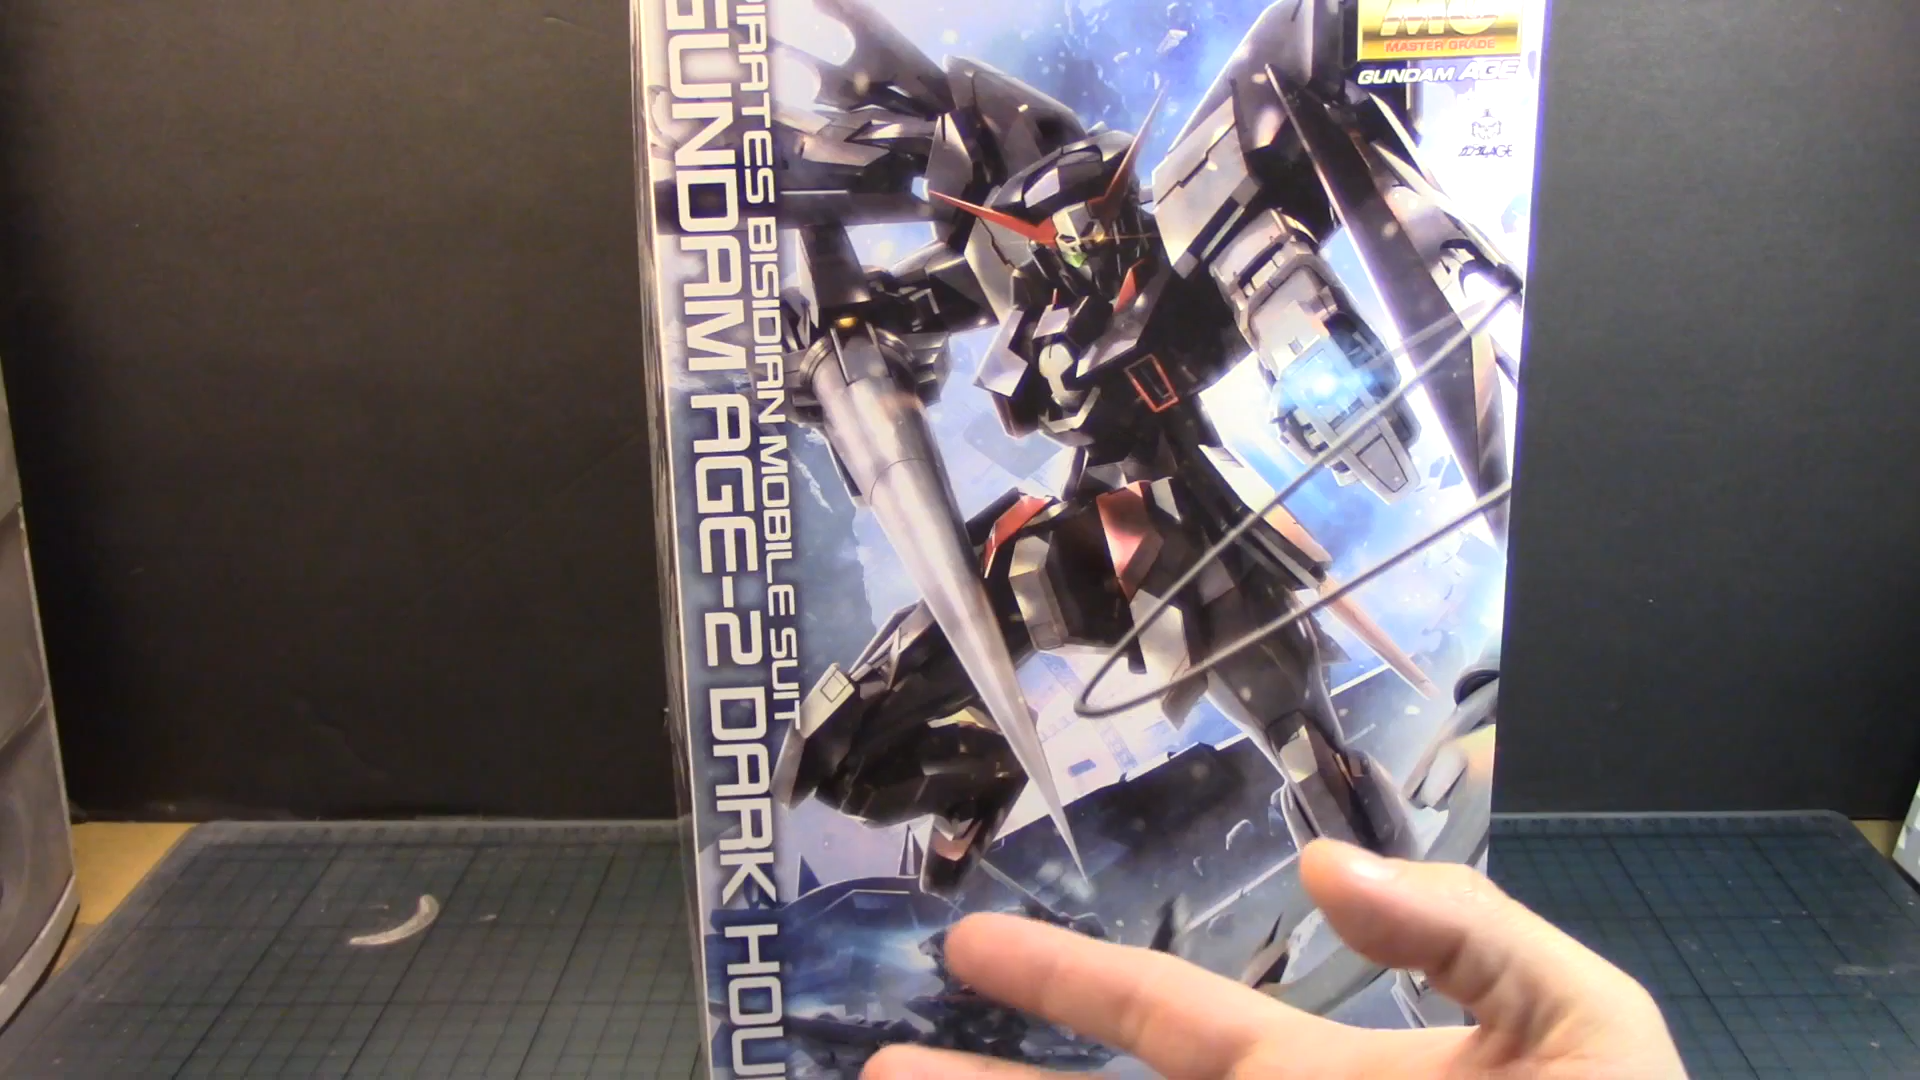 PIRATES BISIDIAN MOBILE SUIT
GUNDAM AGE-2 DARK HOU
MG
MASTER GRADE
GUNDAM AGE